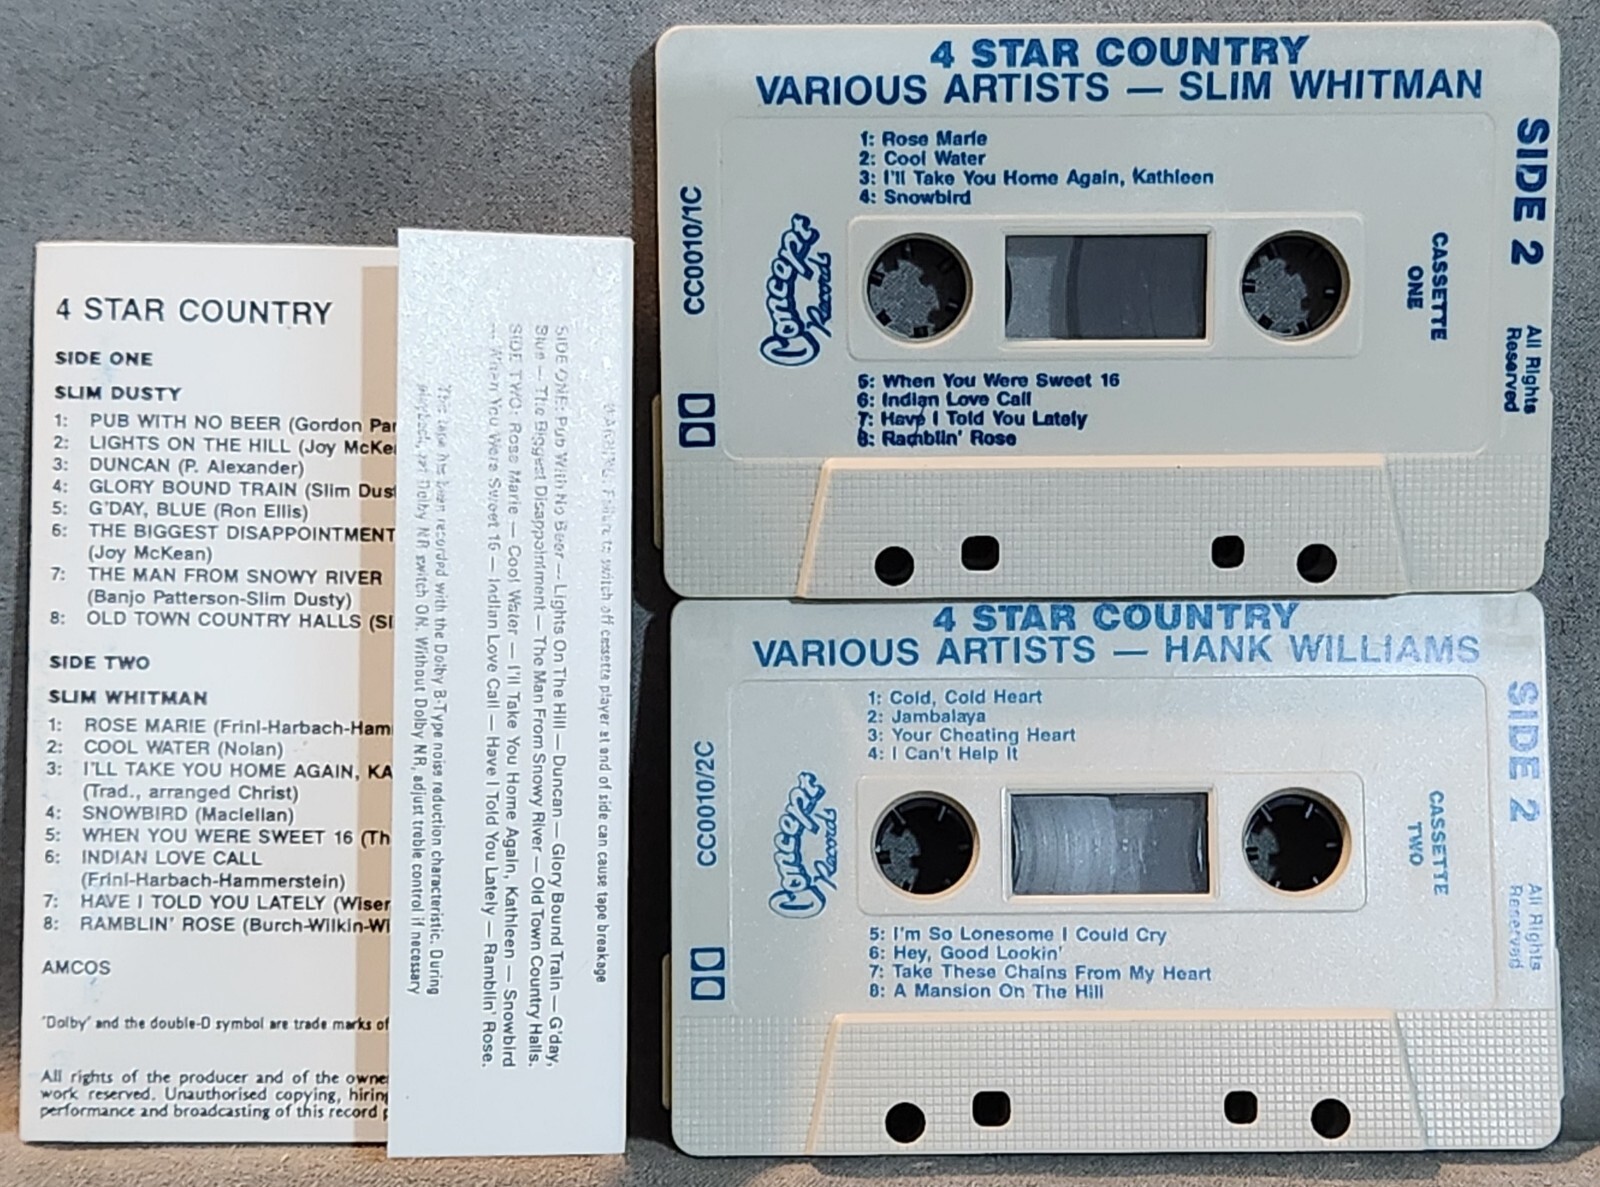 4 STAR COUNTRY
SIDE ONE
SLIM DUSTY
1: PUB WITH NO BEER (Gordon Par
2: LIGHTS ON THE HILL (Joy McKea
3: DUNCAN (P. Alexander)
4: GLORY BOUND TRAIN (Slim Dust
5: G'DAY, BLUE (Ron Ellis)
6: THE BIGGEST DISAPPOINTMENT
(Joy McKean)
7: THE MAN FROM SNOWY RIVER
(Banjo Patterson-Slim Dusty)
8: OLD TOWN COUNTRY HALLS (Sl
SIDE TWO
SLIM WHITMAN
1: ROSE MARIE (Friml-Harbach-Ham
2: COOL WATER (Nolan)
3: I'LL TAKE YOU HOME AGAIN, KA
(Trad., arranged Christ)
4: SNOWBIRD (Maclellan)
5: WHEN YOU WERE SWEET 16 (Th
6: INDIAN LOVE CALL
(Friml-Harbach-Hammerstein)
7: HAVE I TOLD YOU LATELY (Wiser
8: RAMBLIN' ROSE (Burch-Wilkin-Wi
AMCOS
"Dolby" and the double-D symbol are trade marks of
All rights of the producer and of the owner
work reserved. Unauthorised copying, hiring
performance and broadcasting of this record p
WARNING: Failure to switch off cassette player at end of side can cause tape breakage
SIDE ONE: Pub With No Beer — Lights On The Hill — Duncan — Glory Bound Train — G'day,
Blue — The Biggest Disappointment — The Man From Snowy River — Old Town Country Halls.
SIDE TWO: Rose Marie — Cool Water — I'll Take You Home Again, Kathleen — Snowbird
— When You Were Sweet 16 — Indian Love Call — Have I Told You Lately — Ramblin' Rose.
This tape has been recorded with the Dolby B-Type noise reduction characteristic. During
playback, set Dolby NR switch ON. Without Dolby NR, adjust treble control if necessary
4 STAR COUNTRY
VARIOUS ARTISTS — SLIM WHITMAN
1: Rose Marie
2: Cool Water
3: I'll Take You Home Again, Kathleen
4: Snowbird
CC0010/1C
Concept
Records
CASSETTE
ONE
SIDE 2
All Rights
Reserved
5: When You Were Sweet 16
6: Indian Love Call
7: Have I Told You Lately
8: Ramblin' Rose
4 STAR COUNTRY
VARIOUS ARTISTS — HANK WILLIAMS
1: Cold, Cold Heart
2: Jambalaya
3: Your Cheating Heart
4: I Can't Help It
CC0010/2C
Concept
Records
CASSETTE
TWO
SIDE 2
All Rights
Reserved
5: I'm So Lonesome I Could Cry
6: Hey, Good Lookin'
7: Take These Chains From My Heart
8: A Mansion On The Hill